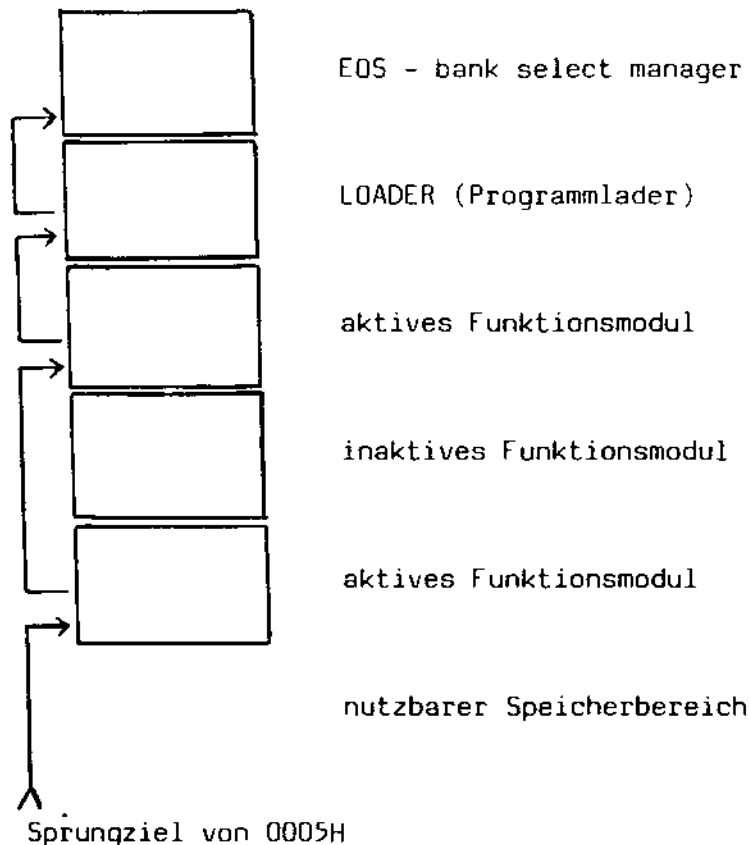 EOS - bank select manager
LOADER (Programmlader)
aktives Funktionsmodul
inaktives Funktionsmodul
aktives Funktionsmodul
nutzbarer Speicherbereich
Sprungziel von 0005H